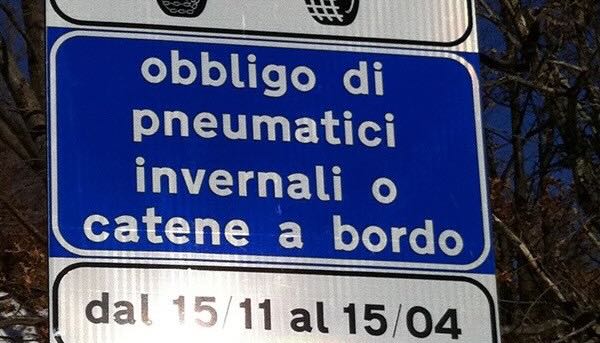 obbligo di
pneumatici
invernali o
catene a bordo
dal 15/11 al 15/04